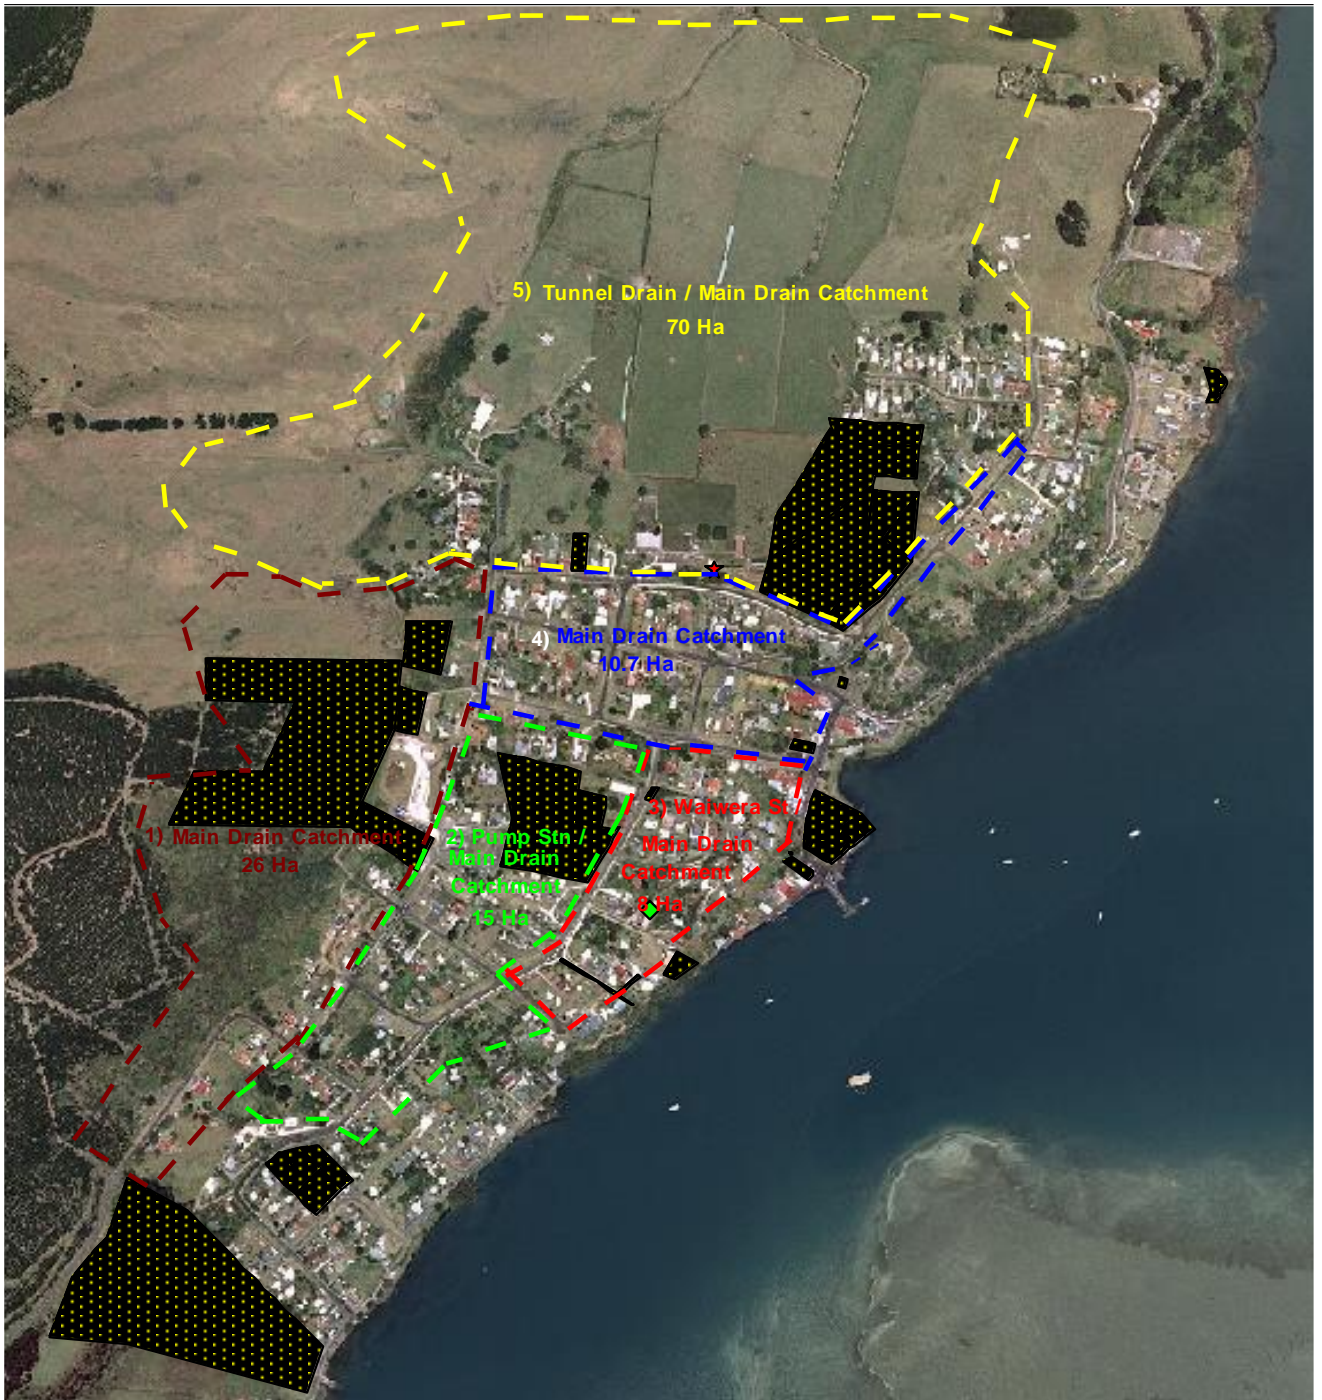 5) Tunnel Drain / Main Drain Catchment
70 Ha
4) Main Drain Catchment
10.7 Ha
3) Waiwera St.
Main Drain
Catchment
8 Ha
1) Main Drain Catchment
26 Ha
2) Pump Stn /
Main Drain
Catchment
15 Ha